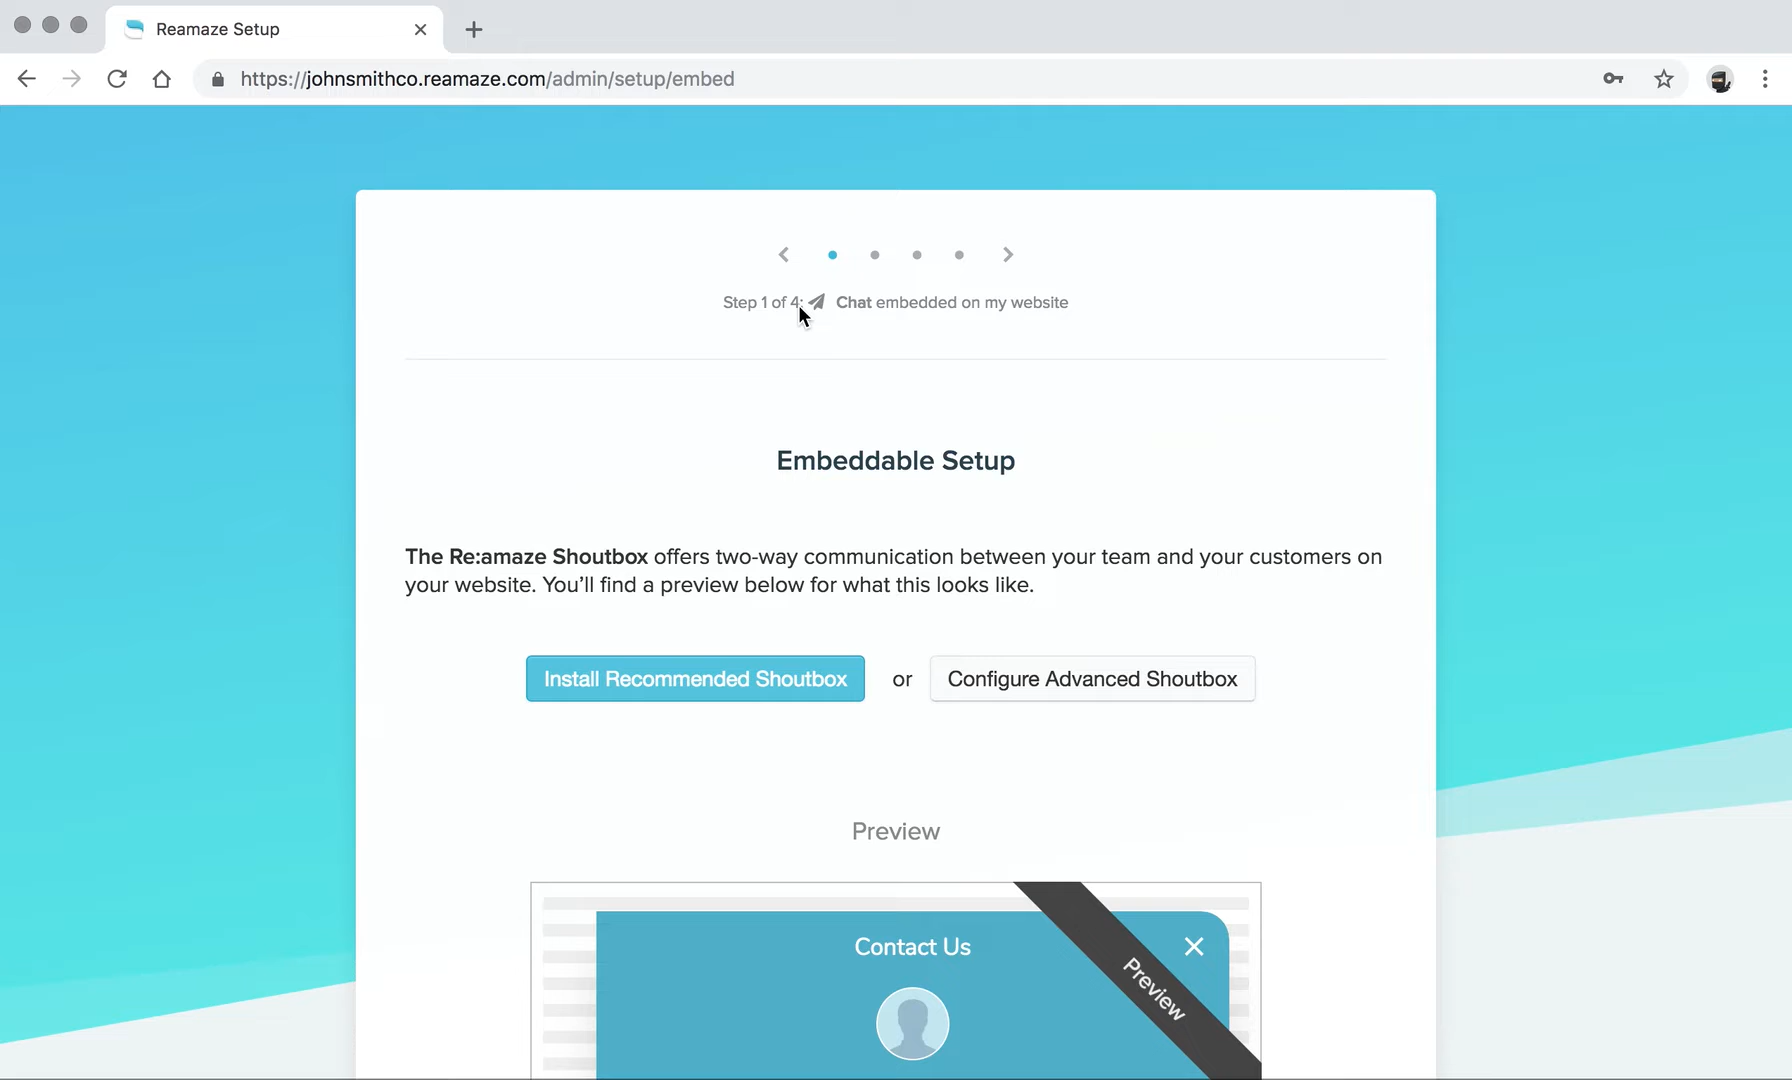 Reamaze Setup
https://johnsmithco.reamaze.com/admin/setup/embed
Step 1 of 4: Chat embedded on my website
Embeddable Setup
The Re:amaze Shoutbox offers two-way communication between your team and your customers on
your website. You’ll find a preview below for what this looks like.
Install Recommended Shoutbox or Configure Advanced Shoutbox
Preview
Contact Us
Preview